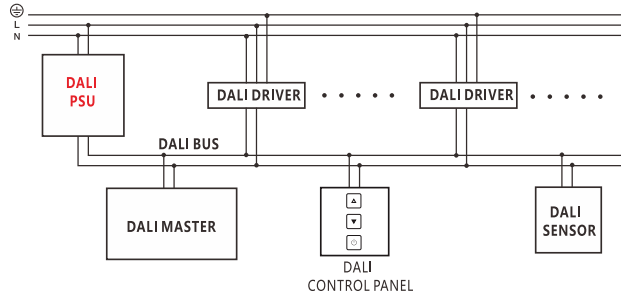 L
N
DALI
PSU
DALI DRIVER
DALI DRIVER
DALI BUS
DALI MASTER
DALI
CONTROL PANEL
DALI
SENSOR